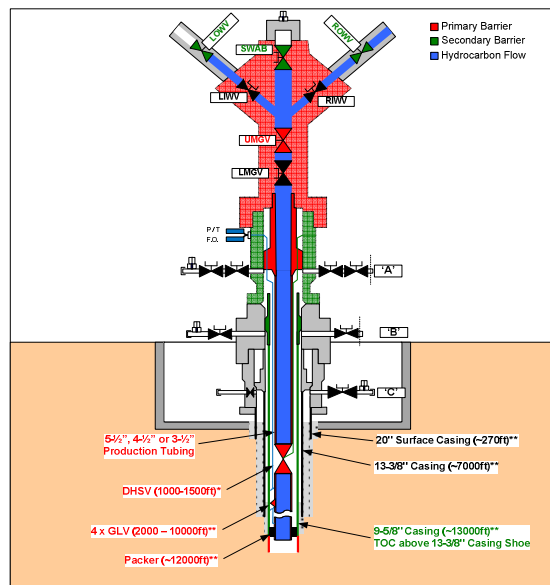 Primary Barrier
Secondary Barrier
Hydrocarbon Flow
LOWV
SWAB
ROWV
LIWV
RIWV
UMGV
LMGV
P / T
F.O.
'A'
'B'
'C'
5-½", 4-½" or 3-½"
Production Tubing
DHSV (1000-1500ft)*
4 x GLV (2000 – 10000ft)**
Packer (~12000ft)**
20" Surface Casing (~270ft)**
13-3/8" Casing (~7000ft)**
9-5/8" Casing (~13000ft)**
TOC above 13-3/8" Casing Shoe